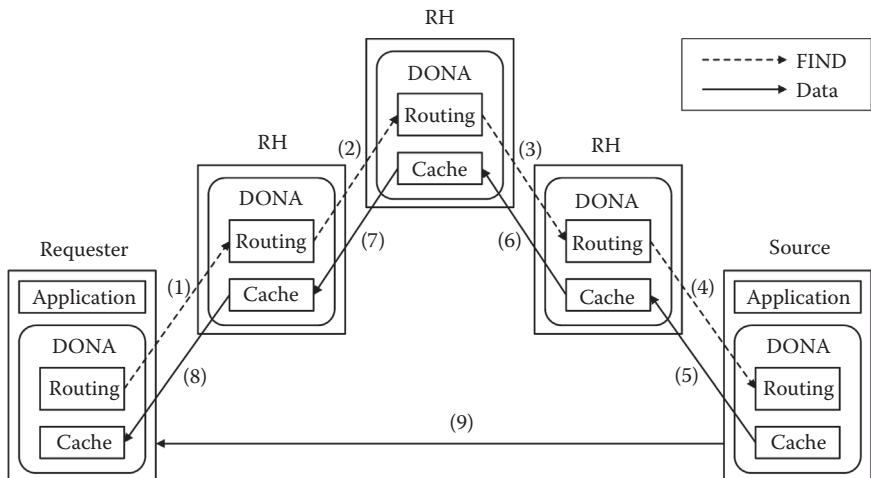 RH
DONA
Routing
Cache
FIND
Data
RH
DONA
Routing
Cache
(2)
(3)
RH
DONA
Routing
Cache
(7)
(6)
Requester
Application
DONA
Routing
Cache
(1)
(8)
Source
Application
DONA
Routing
Cache
(4)
(5)
(9)